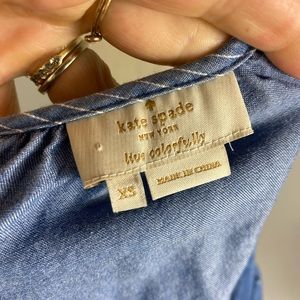 kate spade
NEW YORK
live colorfully
XS
MADE IN CHINA